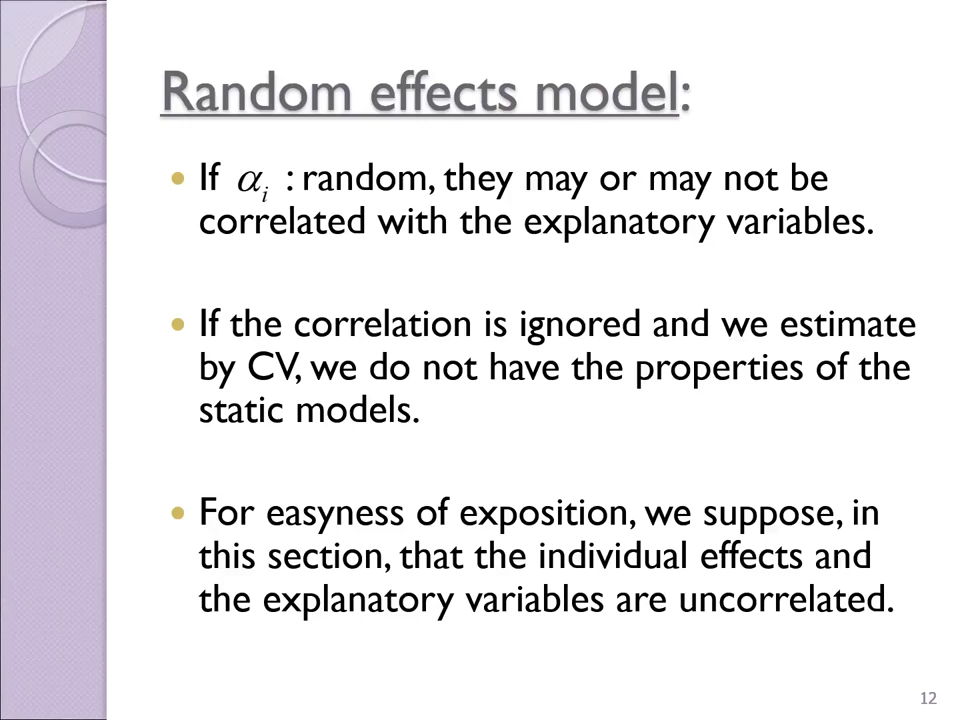 Random effects model:
If αᵢ : random, they may or may not be
correlated with the explanatory variables.
If the correlation is ignored and we estimate
by CV, we do not have the properties of the
static models.
For easyness of exposition, we suppose, in
this section, that the individual effects and
the explanatory variables are uncorrelated.
12